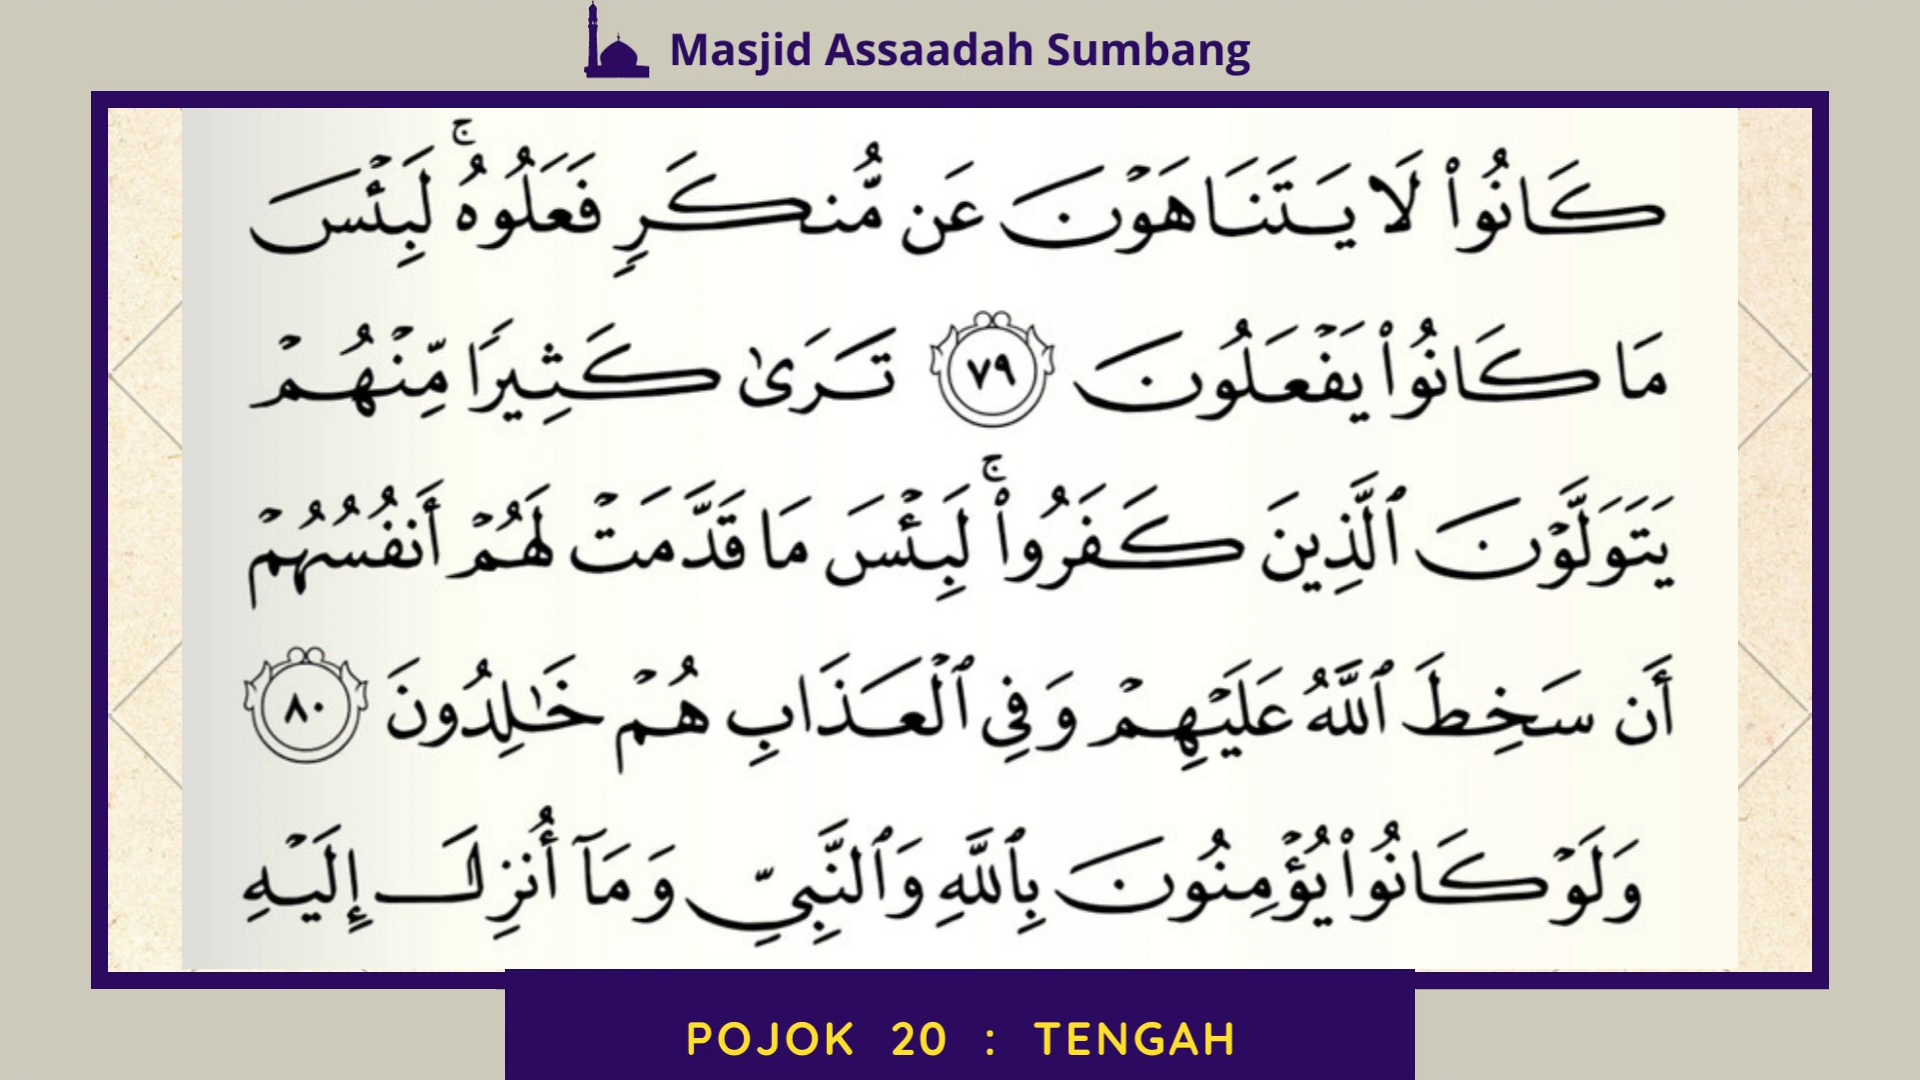 Masjid Assaadah Sumbang
كَانُوا۟ لَا يَتَنَاهَوْنَ عَن مُّنكَرٍ فَعَلُوهُ ۚ لَبِئْسَ
مَا كَانُوا۟ يَفْعَلُونَ ٧٩ تَرَىٰ كَثِيرًا مِّنْهُمْ
يَتَوَلَّوْنَ ٱلَّذِينَ كَفَرُوا۟ ۚ لَبِئْسَ مَا قَدَّمَتْ لَهُمْ أَنفُسُهُمْ
أَن سَخِطَ ٱللَّهُ عَلَيْهِمْ وَفِى ٱلْعَذَابِ هُمْ خَـٰلِدُونَ ٨٠
وَلَوْ كَانُوا۟ يُؤْمِنُونَ بِٱللَّهِ وَٱلنَّبِىِّ وَمَآ أُنزِلَ إِلَيْهِ
POJOK 20 : TENGAH